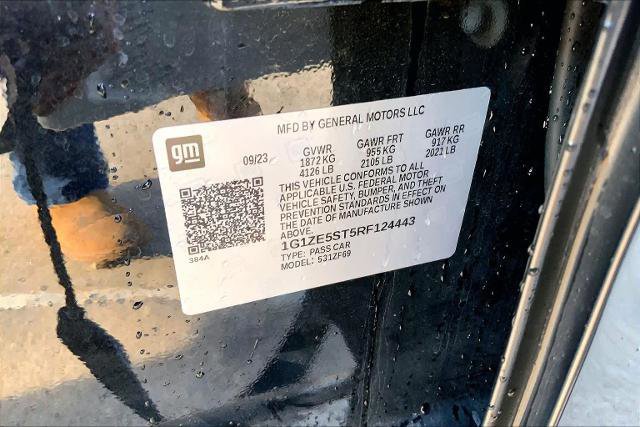 MFD BY GENERAL MOTORS LLC
gm
09/23
GVWR GAWR FRT GAWR RR
1872 KG 955 KG 917 KG
4126 LB 2105 LB 2021 LB
THIS VEHICLE CONFORMS TO ALL
APPLICABLE U.S. FEDERAL MOTOR
VEHICLE SAFETY, BUMPER, AND THEFT
PREVENTION STANDARDS IN EFFECT ON
THE DATE OF MANUFACTURE SHOWN
ABOVE.
1G1ZE5ST5RF124443
TYPE: PASS CAR
MODEL: 531ZF69
384A